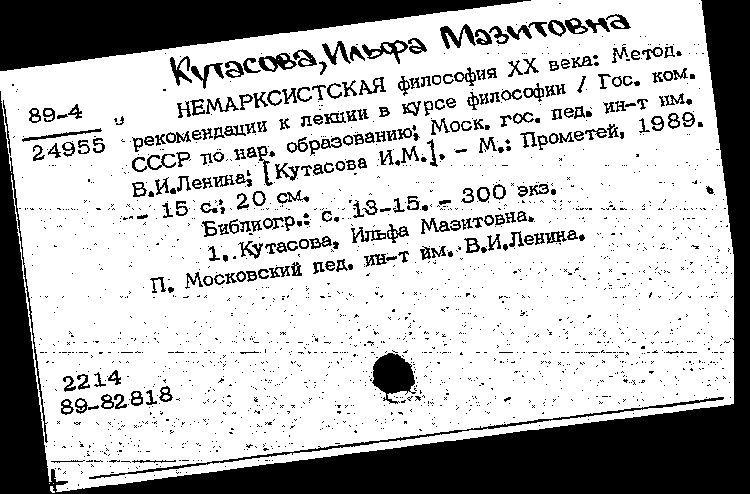 Кутасова, Ильфа Мазитовна
89-4
24955
НЕМАРКСИСТСКАЯ философия XX века: Метод.
рекомендации к лекции в курсе философии / Гос. ком.
СССР по нар. образованию; Моск. гос. пед. ин-т им.
В.И.Ленина; [Кутасова И.М.]. - М.: Прометей, 1989.
- 15 с.; 20 см.
Библиогр.: с. 13-15. - 300 экз.
1. Кутасова, Ильфа Мазитовна.
П. Московский пед. ин-т им. В.И.Ленина.
2214
89-82818